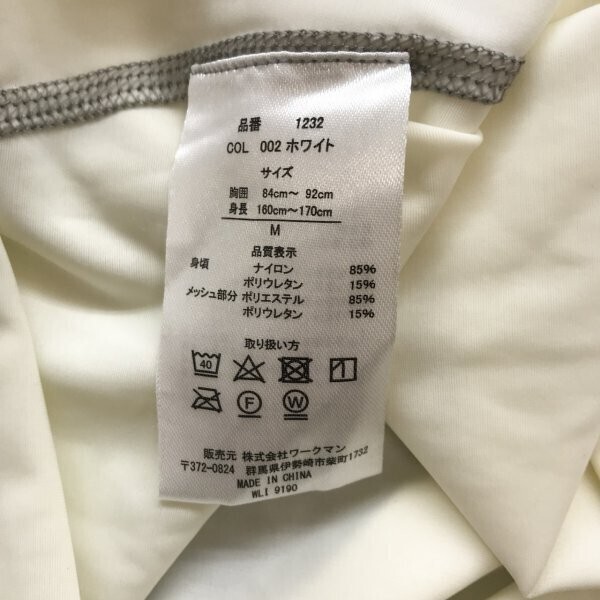 品番 1232
COL 002 ホワイト
サイズ
胸囲 84cm～ 92cm
身長 160cm～170cm
M
品質表示
身頃 ナイロン 85%
ポリウレタン 15%
メッシュ部分 ポリエステル 85%
ポリウレタン 15%
取り扱い方
40
F W
販売元 株式会社ワークマン
〒372-0824 群馬県伊勢崎市柴町1732
MADE IN CHINA
WLI 9190